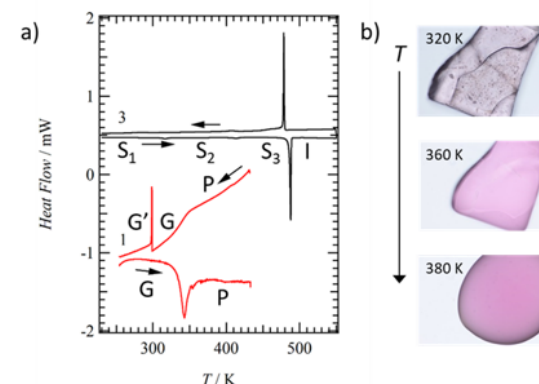 a)
b)
2
1
0
-1
-2
Heat Flow / mW
3
S1
S2
S3
I
P
G'
G
1
G
P
300
400
500
T / K
T
320 K
360 K
380 K